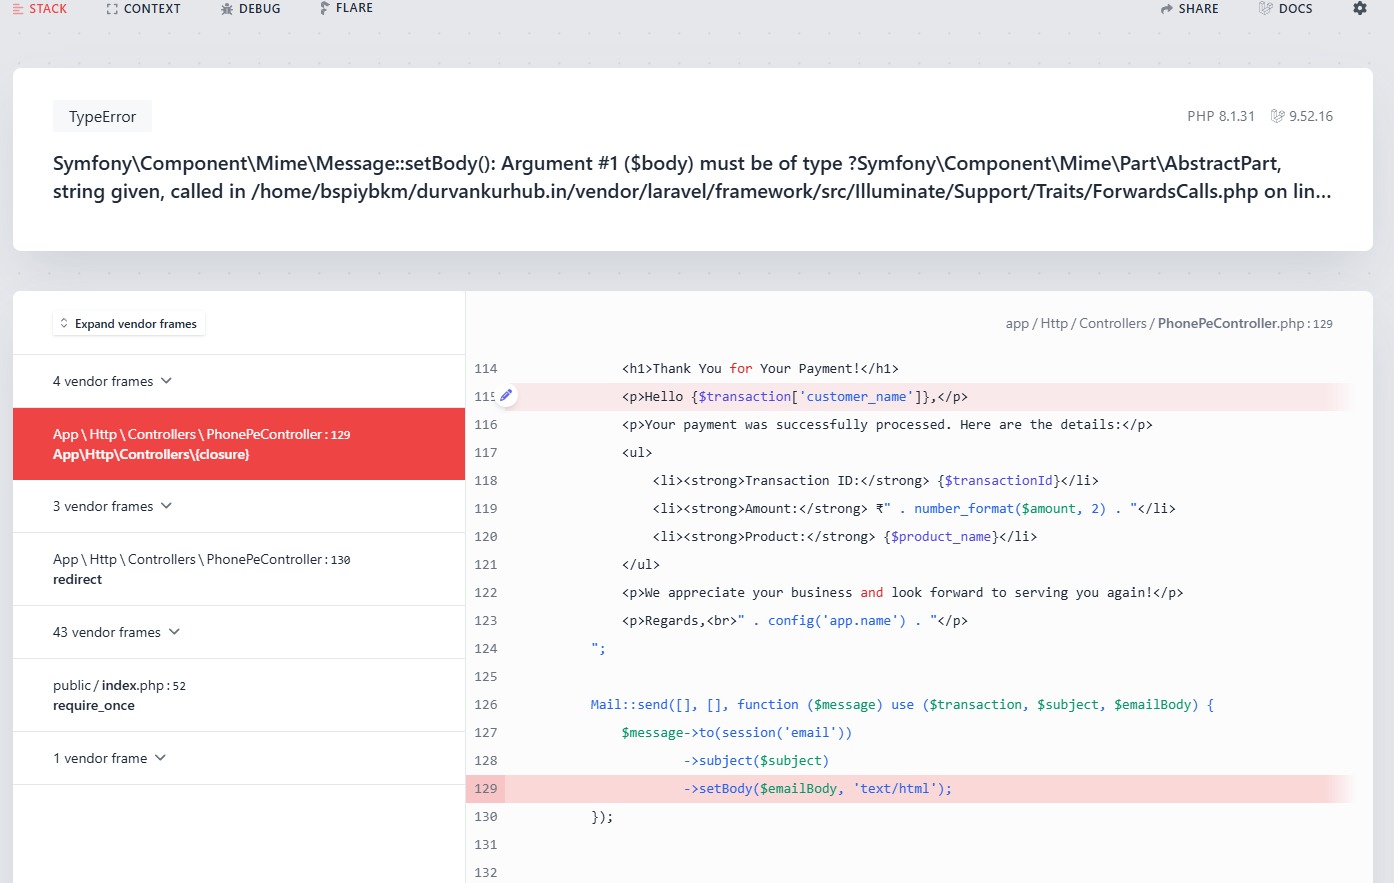 STACK CONTEXT DEBUG FLARE SHARE DOCS
TypeError PHP 8.1.31 9.52.16
Symfony\Component\Mime\Message::setBody(): Argument #1 ($body) must be of type ?Symfony\Component\Mime\Part\AbstractPart,
string given, called in /home/bspiybkm/durvankurhub.in/vendor/laravel/framework/src/Illuminate/Support/Traits/ForwardsCalls.php on lin...
Expand vendor frames
4 vendor frames
App \ Http \ Controllers \ PhonePeController : 129
App\Http\Controllers\{closure}
3 vendor frames
App \ Http \ Controllers \ PhonePeController : 130
redirect
43 vendor frames
public / index.php : 52
require_once
1 vendor frame
app / Http / Controllers / PhonePeController.php : 129
114 <h1>Thank You for Your Payment!</h1>
115 <p>Hello {$transaction['customer_name']},</p>
116 <p>Your payment was successfully processed. Here are the details:</p>
117 <ul>
118 <li><strong>Transaction ID:</strong> {$transactionId}</li>
119 <li><strong>Amount:</strong> ₹" . number_format($amount, 2) . "</li>
120 <li><strong>Product:</strong> {$product_name}</li>
121 </ul>
122 <p>We appreciate your business and look forward to serving you again!</p>
123 <p>Regards,<br>" . config('app.name') . "</p>
124 ";
125
126 Mail::send([], [], function ($message) use ($transaction, $subject, $emailBody) {
127 $message->to(session('email'))
128 ->subject($subject)
129 ->setBody($emailBody, 'text/html');
130 });
131
132